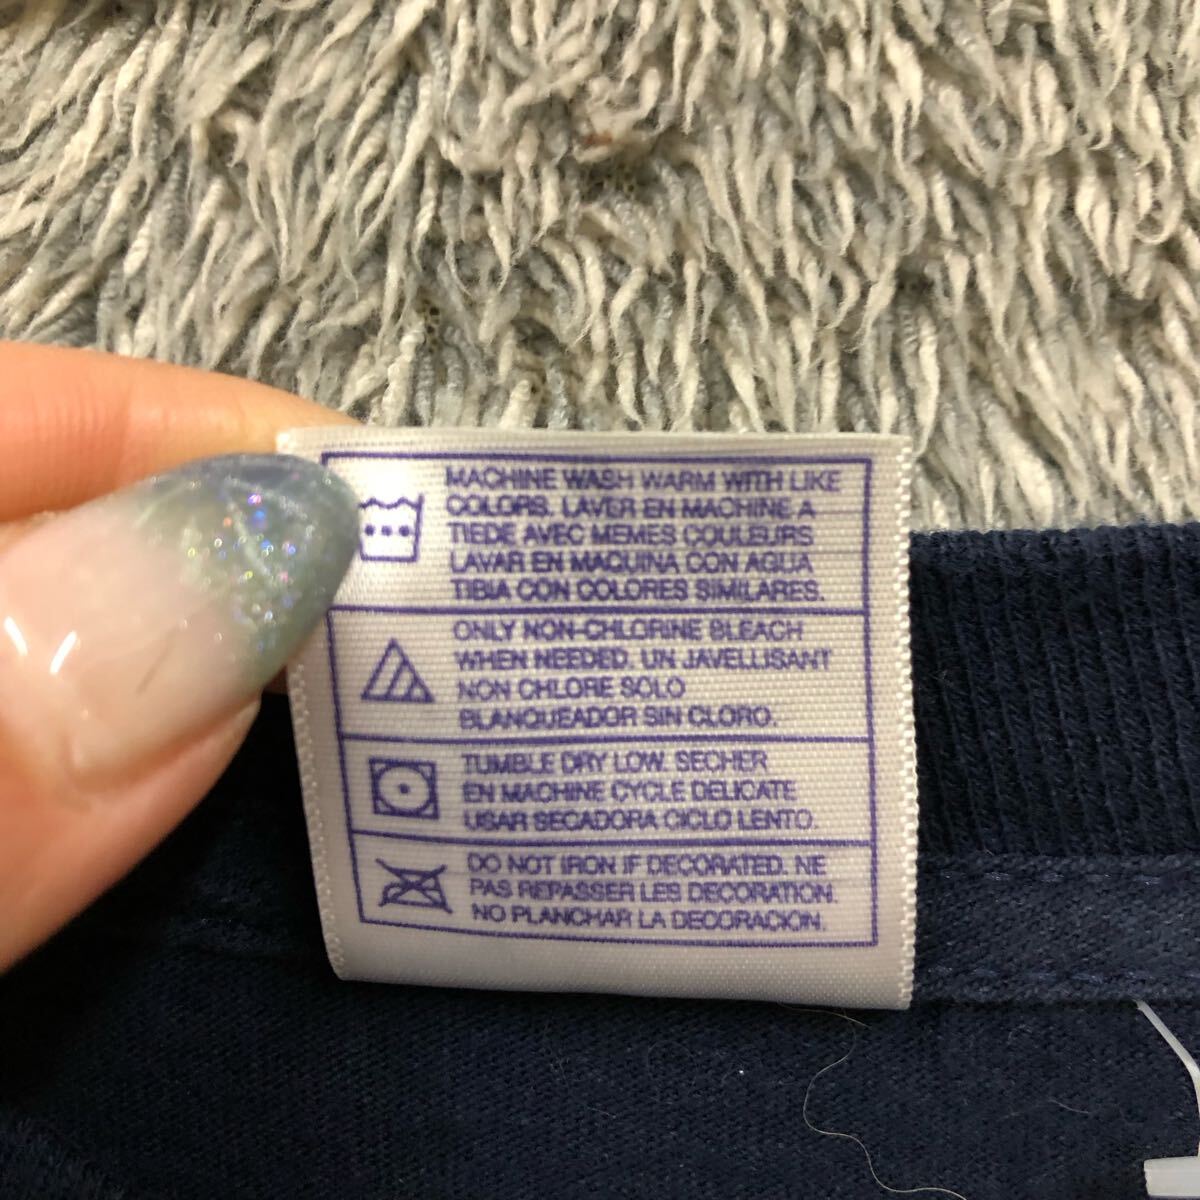 MACHINE WASH WARM WITH LIKE
COLORS. LAVER EN MACHINE A
TIEDE AVEC MEMES COULEURS
LAVAR EN MAQUINA CON AGUA
TIBIA CON COLORES SIMILARES.
ONLY NON-CHLORINE BLEACH
WHEN NEEDED. UN JAVELLISANT
NON CHLORE SOLO
BLANQUEADOR SIN CLORO.
TUMBLE DRY LOW. SECHER
EN MACHINE CYCLE DELICATE
USAR SECADORA CICLO LENTO.
DO NOT IRON IF DECORATED. NE
PAS REPASSER LES DECORATION.
NO PLANCHAR LA DECORACION.